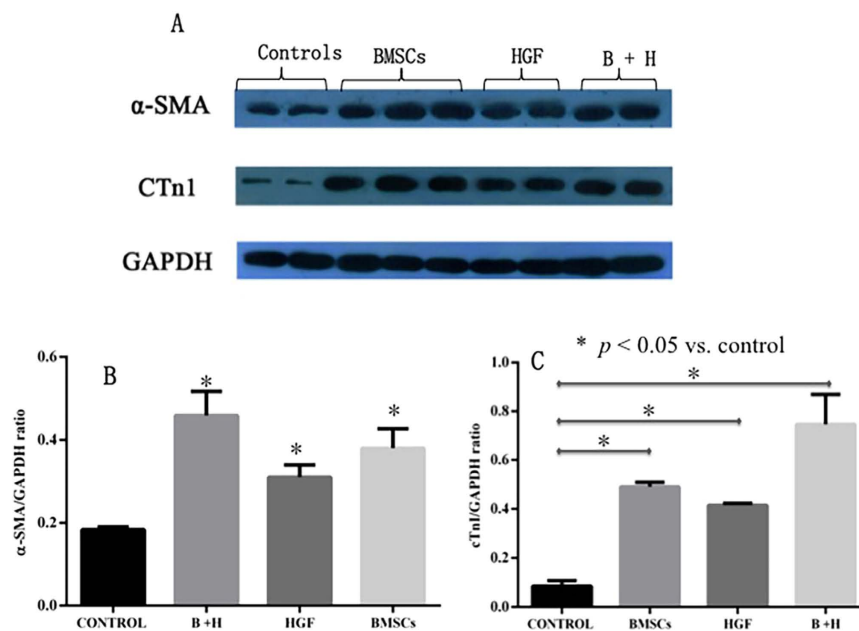 A
Controls BMSCs HGF B + H
α-SMA
CTn1
GAPDH
B
α-SMA/GAPDH ratio
0.6
0.4
0.2
0.0
*
*
*
CONTROL B +H HGF BMSCs
C
* p < 0.05 vs. control
cTnI/GAPDH ratio
1.0
0.8
0.6
0.4
0.2
0.0
*
*
*
CONTROL BMSCs HGF B +H